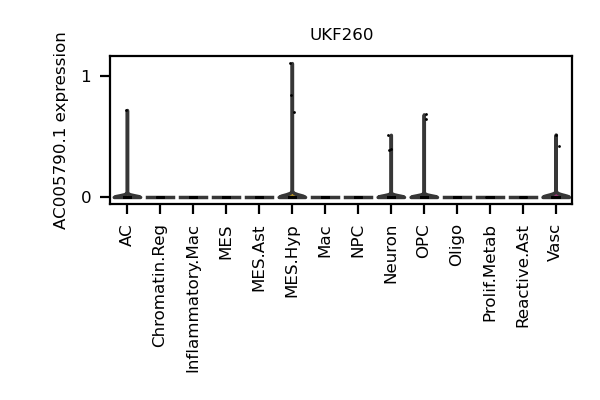 UKF260
AC005790.1 expression
1
0
AC
Chromatin.Reg
Inflammatory.Mac
MES
MES.Ast
MES.Hyp
Mac
NPC
Neuron
OPC
Oligo
Prolif.Metab
Reactive.Ast
Vasc